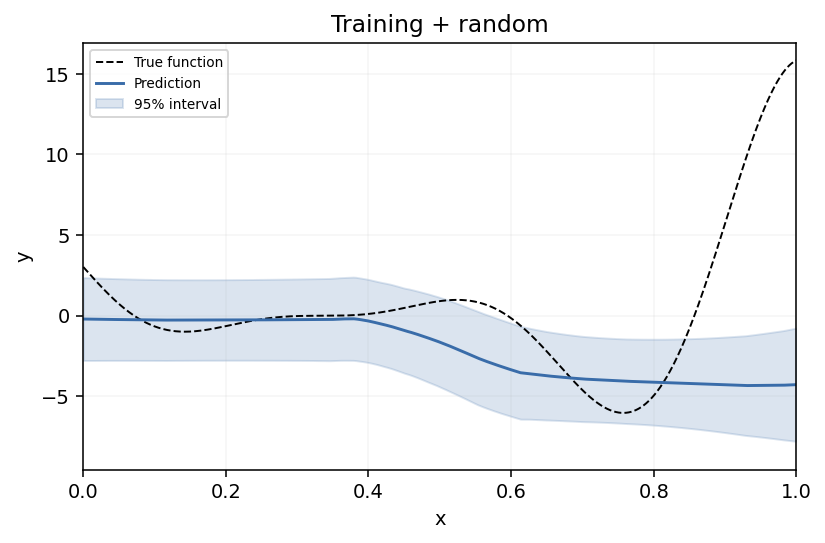 Training + random
True function
Prediction
95% interval
15
10
5
0
−5
y
0.0 0.2 0.4 0.6 0.8 1.0
x